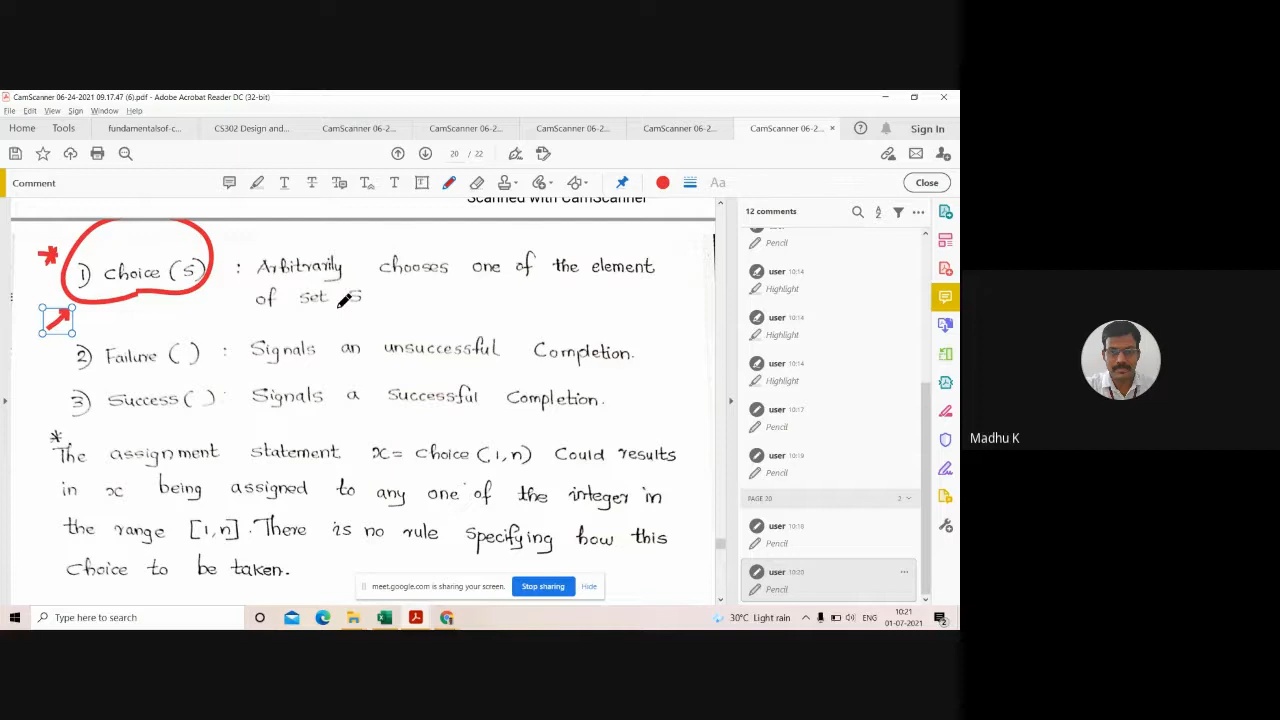 CamScanner 06-24-2021 09.17.47 (6).pdf - Adobe Acrobat Reader DC (32-bit)
File Edit View Sign Window Help
Home Tools fundamentalsof-c... CS302 Design and... CamScanner 06-2... CamScanner 06-2... CamScanner 06-2... CamScanner 06-2... CamScanner 06-2... × Sign In
20 / 22
Comment Aa Close
Scanned with CamScanner
* 1) Choice (S) : Arbitrarily chooses one of the element
of set S
2) Failure ( ) : Signals an unsuccessful Completion.
3) Success ( ) : Signals a Successful Completion.
*
The assignment statement x = choice (1, n) Could results
in x being assigned to any one of the integer in
the range [1, n]. There is no rule specifying how this
Choice to be taken.
12 comments
Pencil
user 10:14
Highlight
user 10:14
Highlight
user 10:14
Highlight
user 10:17
Pencil
user 10:19
Pencil
PAGE 20 2
user 10:18
Pencil
user 10:20
Pencil
meet.google.com is sharing your screen. Stop sharing Hide
Madhu K
Type here to search
30°C Light rain ENG 10:21
01-07-2021
2